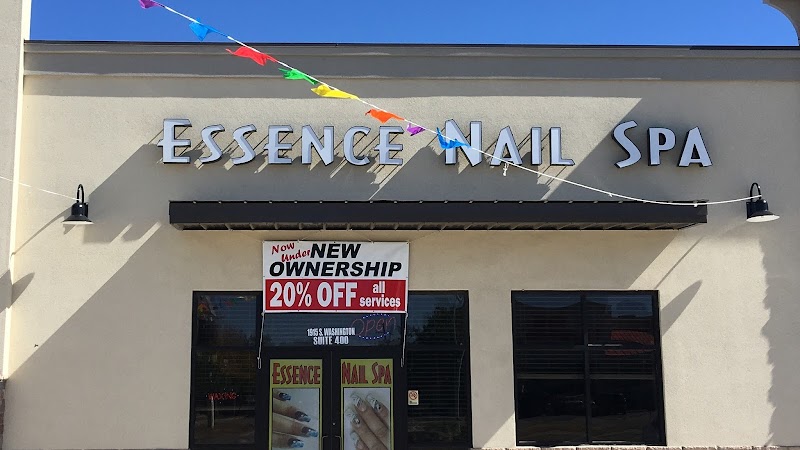 ESSENCE NAIL SPA
Now Under NEW
OWNERSHIP
20% OFF all services
1915 S. WASHINGTON
SUITE 400
OPEN
ESSENCE NAIL SPA
WAXING